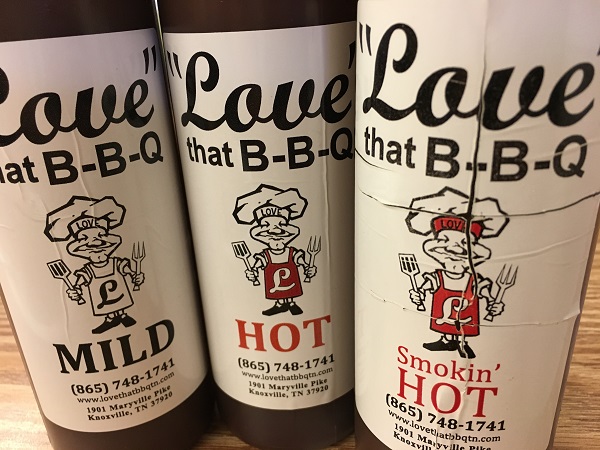 "Love"
that B-B-Q
LOVE
L
MILD
(865) 748-1741
www.lovethatbbqtn.com
1901 Maryville Pike
Knoxville, TN 37920
"Love"
that B-B-Q
LOVE
L
HOT
(865) 748-1741
www.lovethatbbqtn.com
1901 Maryville Pike
Knoxville, TN 37920
"Love"
that B-B-Q
LOVE
L
Smokin'
HOT
(865) 748-1741
www.lovethatbbqtn.com
1901 Maryville Pike
Knoxville, TN